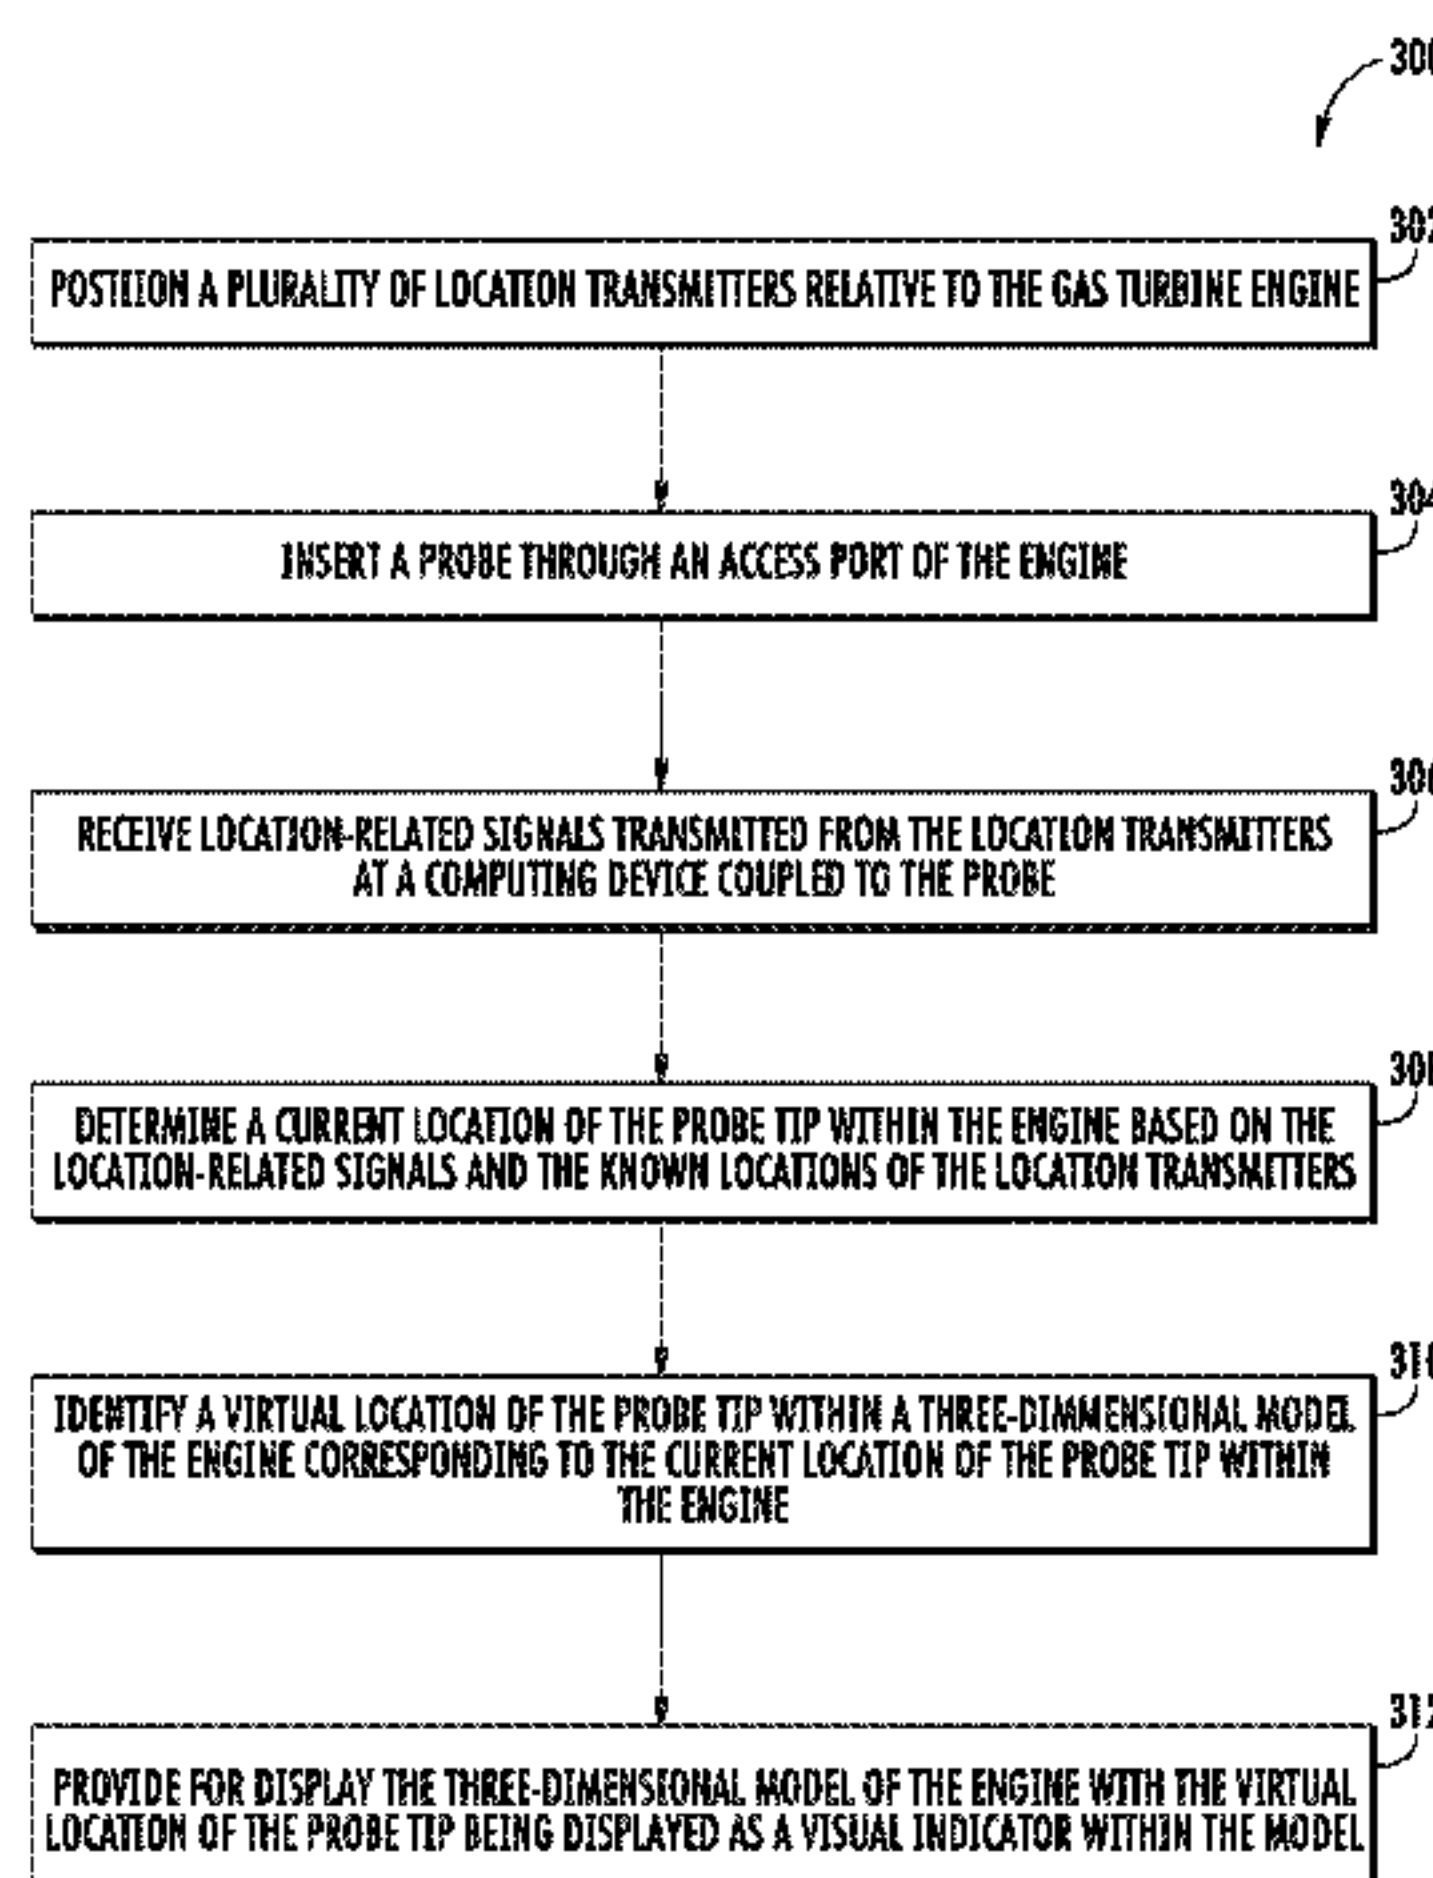 300
302
POSITION A PLURALITY OF LOCATION TRANSMITTERS RELATIVE TO THE GAS TURBINE ENGINE
304
INSERT A PROBE THROUGH AN ACCESS PORT OF THE ENGINE
306
RECEIVE LOCATION-RELATED SIGNALS TRANSMITTED FROM THE LOCATION TRANSMITTERS
AT A COMPUTING DEVICE COUPLED TO THE PROBE
308
DETERMINE A CURRENT LOCATION OF THE PROBE TIP WITHIN THE ENGINE BASED ON THE
LOCATION-RELATED SIGNALS AND THE KNOWN LOCATIONS OF THE LOCATION TRANSMITTERS
310
IDENTIFY A VIRTUAL LOCATION OF THE PROBE TIP WITHIN A THREE-DIMMENSIONAL MODEL
OF THE ENGINE CORRESPONDING TO THE CURRENT LOCATION OF THE PROBE TIP WITHIN
THE ENGINE
312
PROVIDE FOR DISPLAY THE THREE-DIMENSIONAL MODEL OF THE ENGINE WITH THE VIRTUAL
LOCATION OF THE PROBE TIP BEING DISPLAYED AS A VISUAL INDICATOR WITHIN THE MODEL